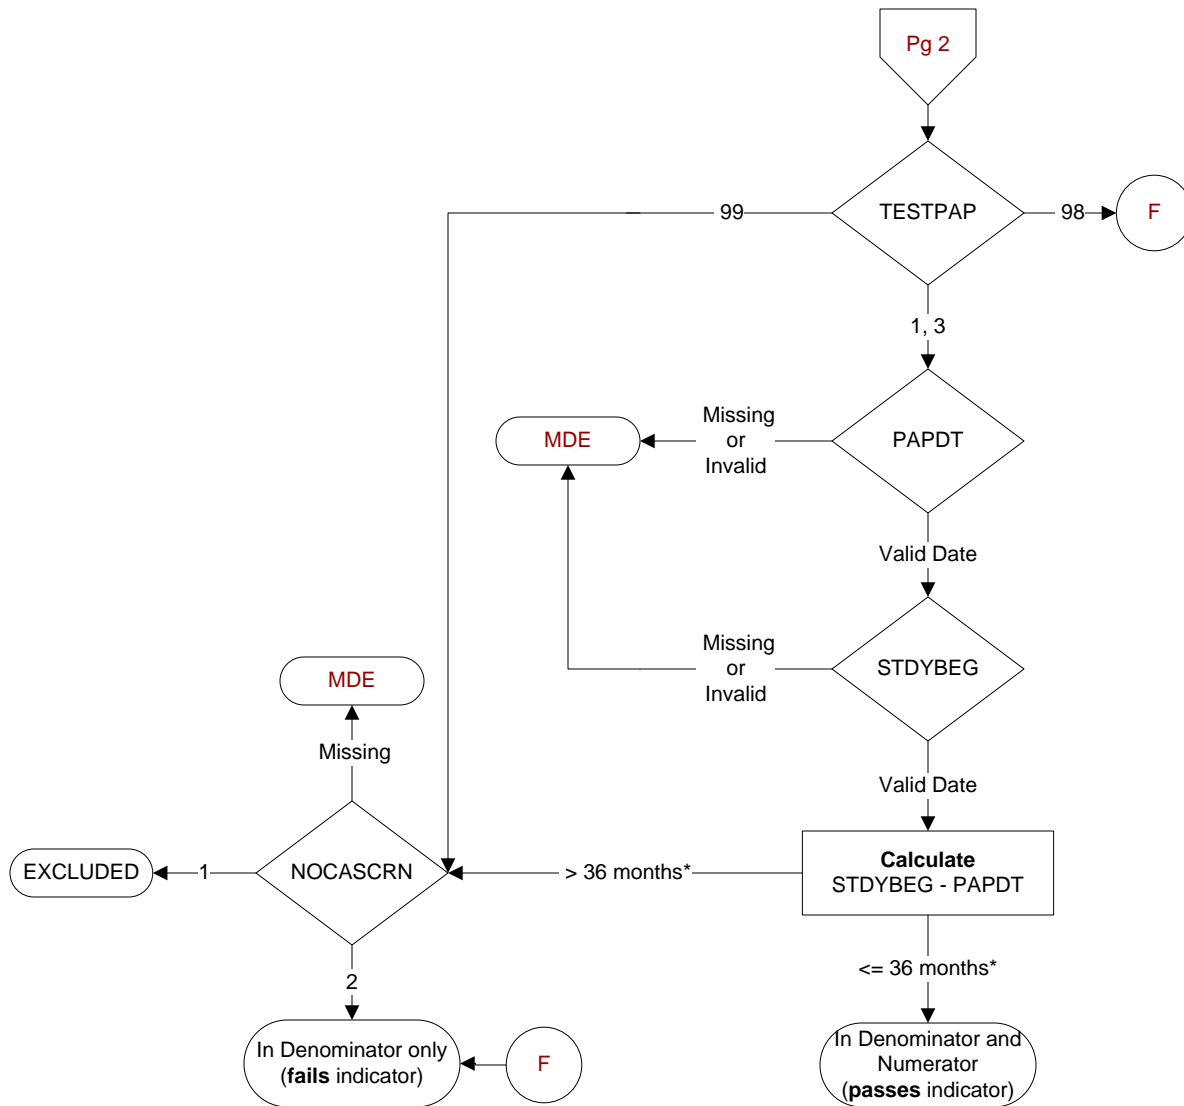 Pg 2
TESTPAP
99
98
F
1, 3
PAPDT
Missing
or
Invalid
MDE
Valid Date
STDYBEG
Missing
or
Invalid
Valid Date
Calculate
STDYBEG - PAPDT
> 36 months*
<= 36 months*
In Denominator and
Numerator
(passes indicator)
MDE
Missing
NOCASCRN
1
EXCLUDED
2
In Denominator only
(fails indicator)
F